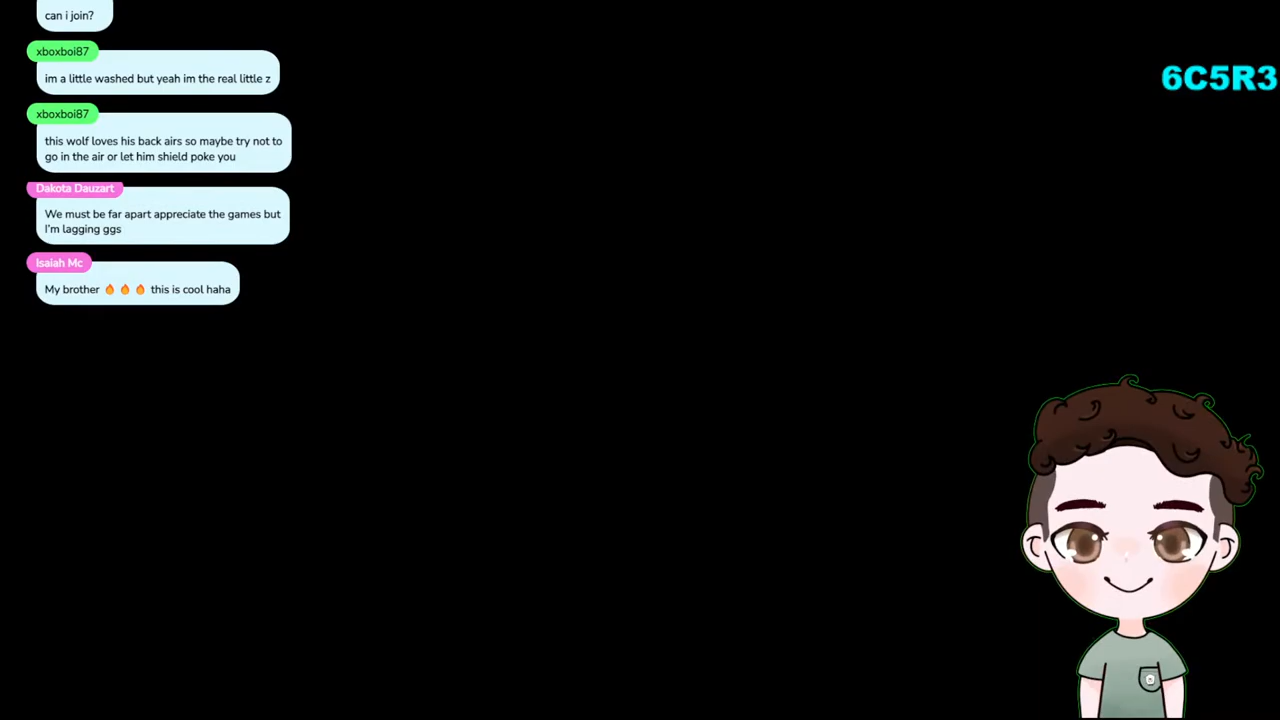 can i join?
xboxboi87
im a little washed but yeah im the real little z
xboxboi87
this wolf loves his back airs so maybe try not to
go in the air or let him shield poke you
Dakota Dauzart
We must be far apart appreciate the games but
I'm lagging ggs
Isaiah Mc
My brother 🔥 🔥 🔥 this is cool haha
6C5R3